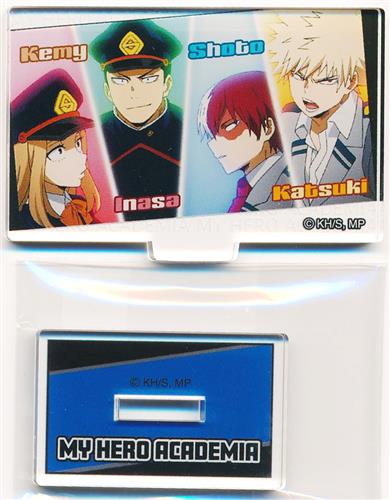 Kemy
Shoto
Inasa
Katsuki
©KH/S, MP
©KH/S, MP
MY HERO ACADEMIA